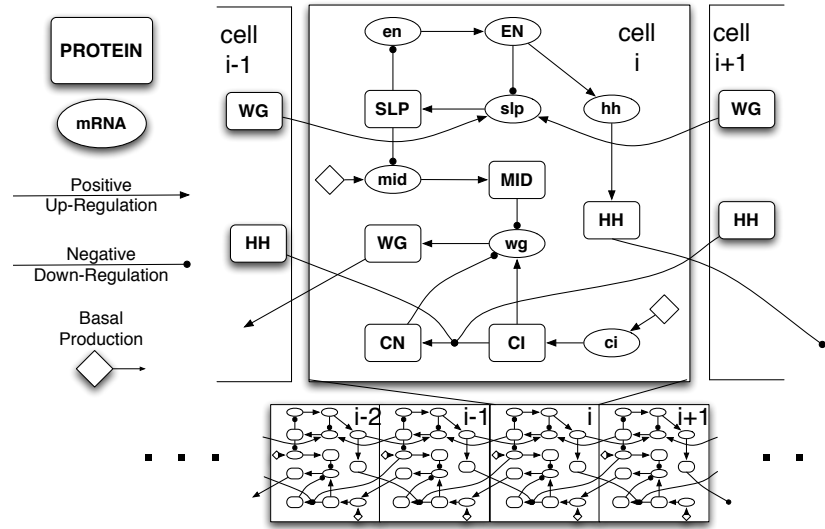 PROTEIN
mRNA
Positive
Up-Regulation
Negative
Down-Regulation
Basal
Production
cell
i-1
WG
HH
cell
i
en
EN
SLP
slp
hh
mid
MID
HH
WG
wg
CN
CI
ci
cell
i+1
WG
HH
i-2
i-1
i
i+1